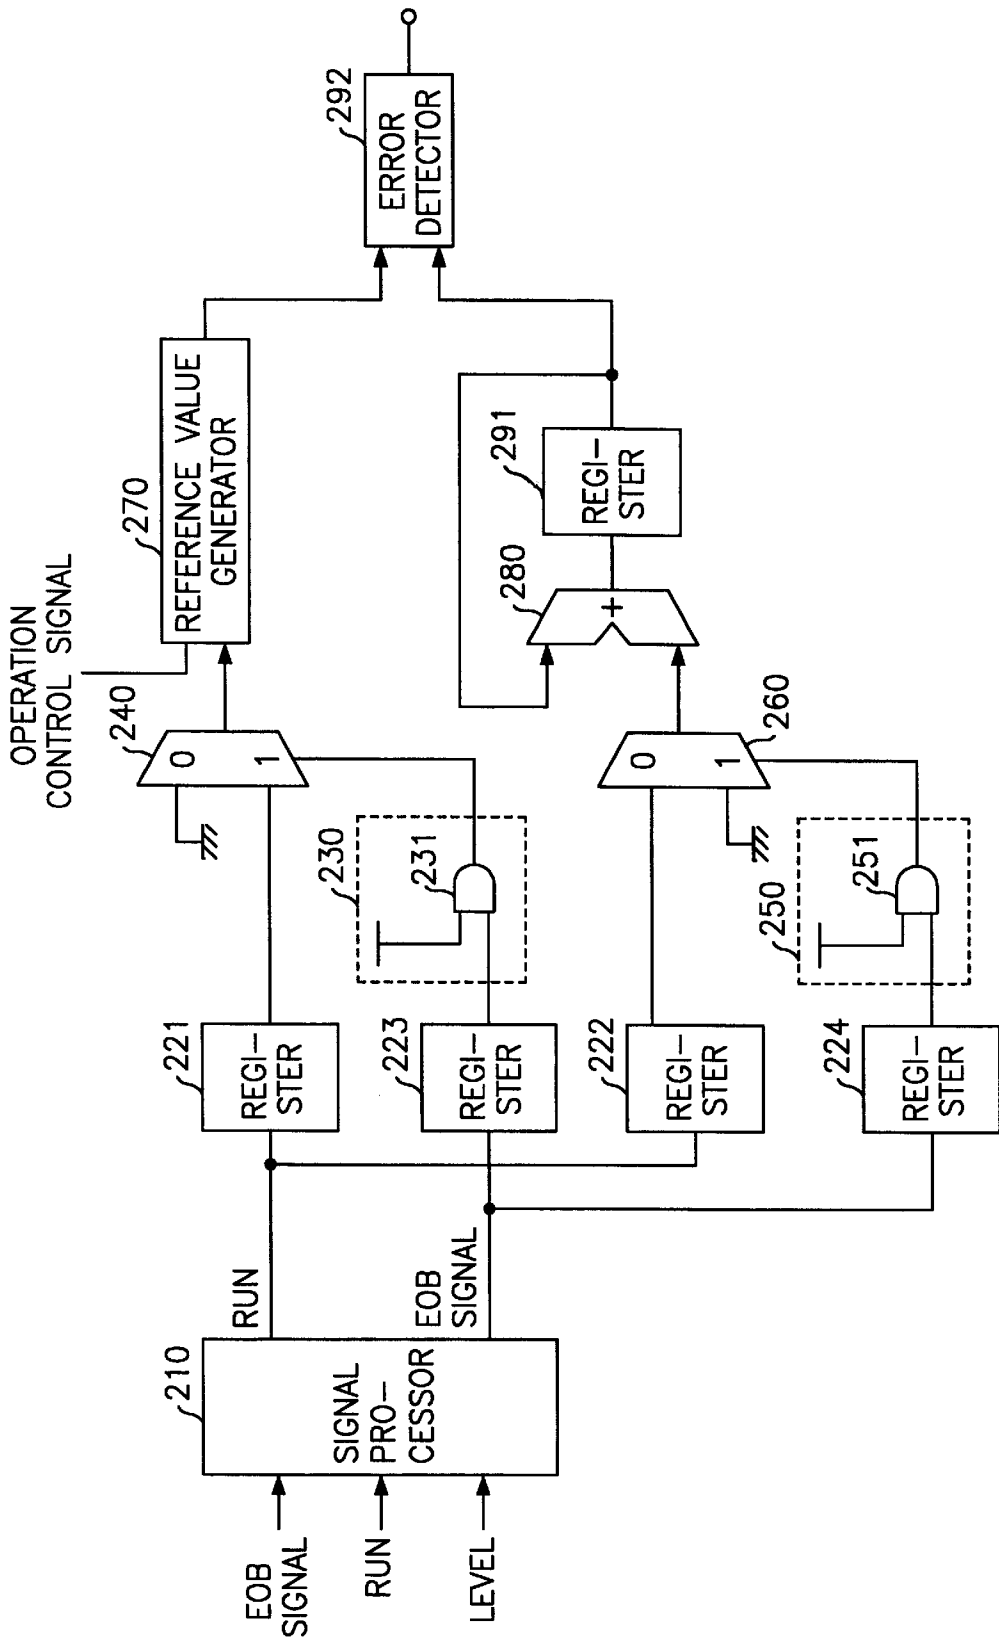 EOB
SIGNAL
RUN
LEVEL
210
SIGNAL
PRO-
CESSOR
RUN
EOB
SIGNAL
221
REGI-
STER
223
REGI-
STER
222
REGI-
STER
224
REGI-
STER
230
231
250
251
OPERATION
CONTROL SIGNAL
240
0
1
260
0
1
270
REFERENCE VALUE
GENERATOR
280
+
291
REGI-
STER
292
ERROR
DETECTOR